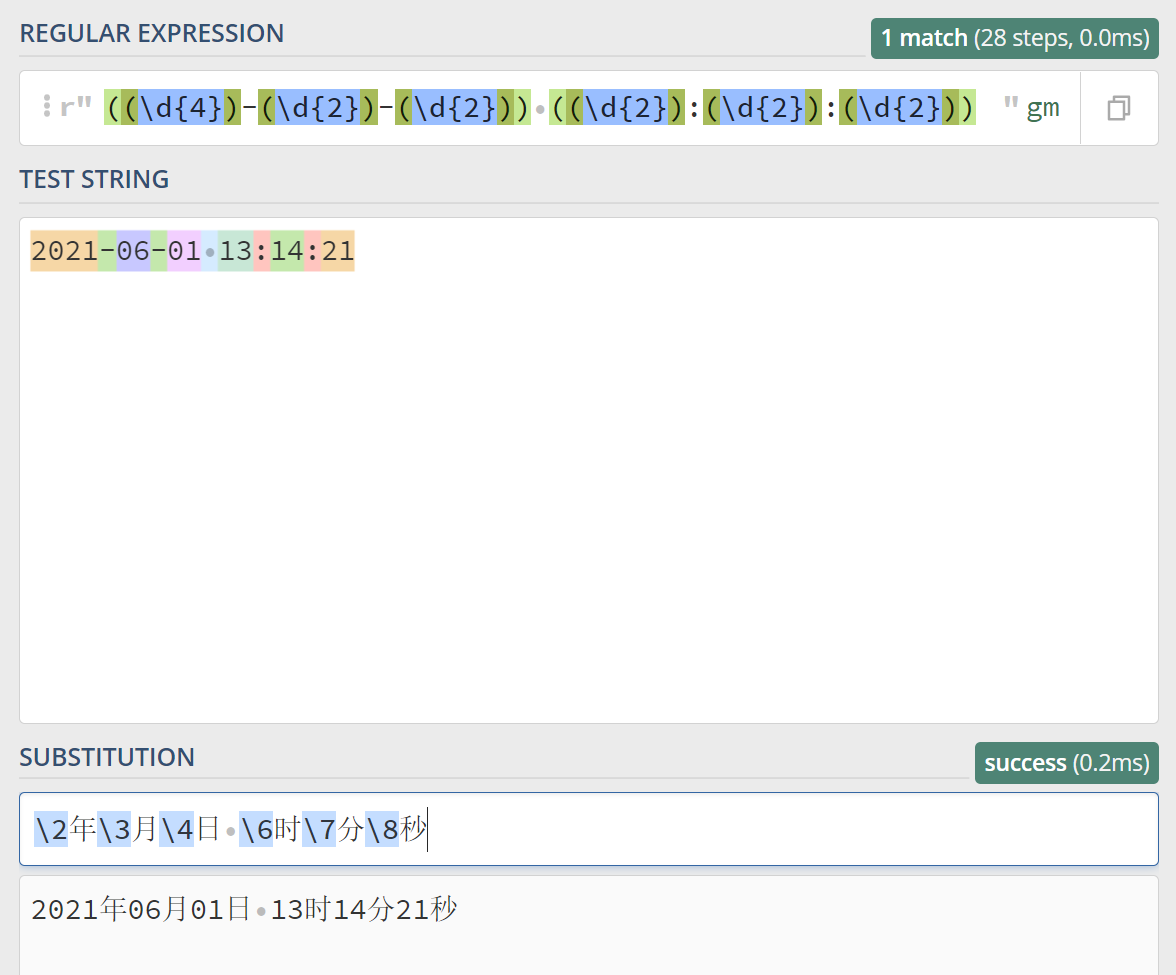 REGULAR EXPRESSION
1 match (28 steps, 0.0ms)
r" ((\d{4})-(\d{2})-(\d{2}))·((\d{2}):(\d{2}):(\d{2})) " gm
TEST STRING
2021-06-01·13:14:21
SUBSTITUTION
success (0.2ms)
\2年\3月\4日·\6时\7分\8秒
2021年06月01日·13时14分21秒